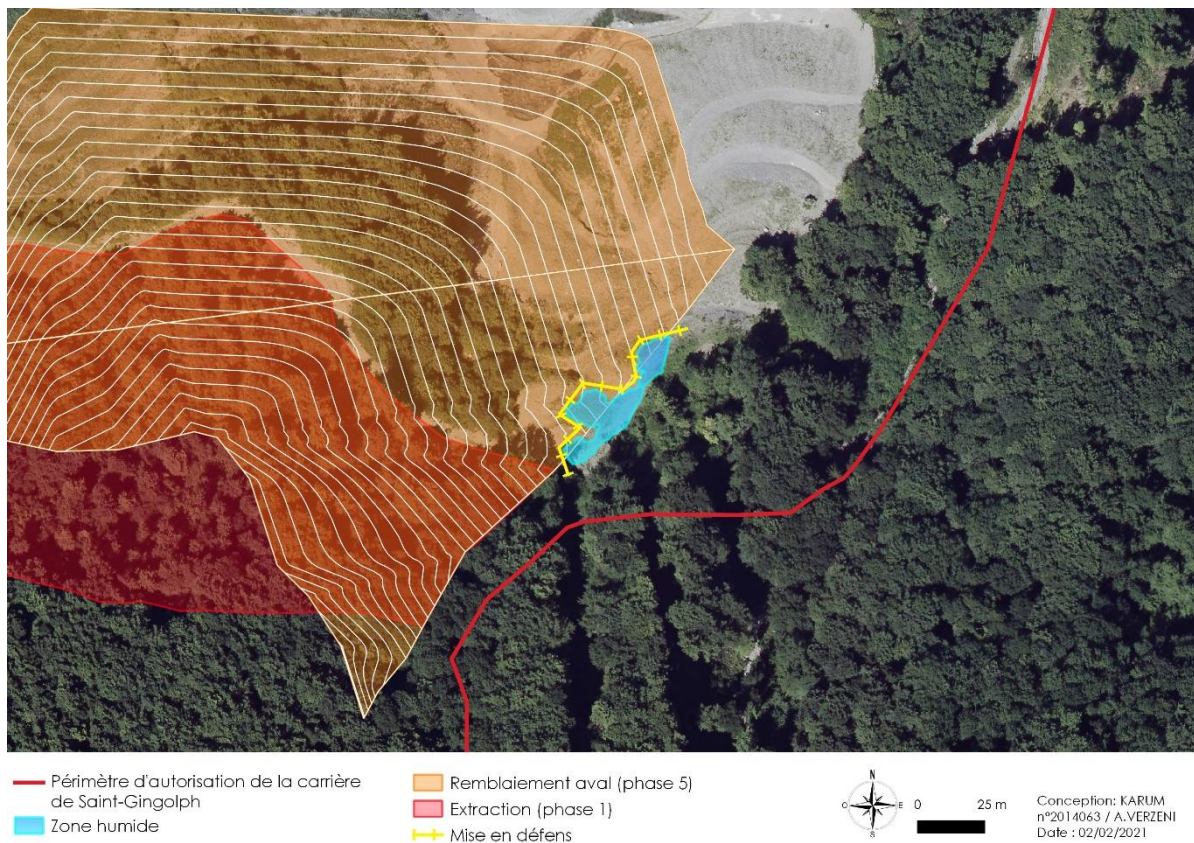 Périmètre d'autorisation de la carrière
de Saint-Gingolph
Zone humide
Remblaiement aval (phase 5)
Extraction (phase 1)
Mise en défens
N
O
E
S
0 25 m
Conception: KARUM
n°2014063 / A.VERZENI
Date : 02/02/2021